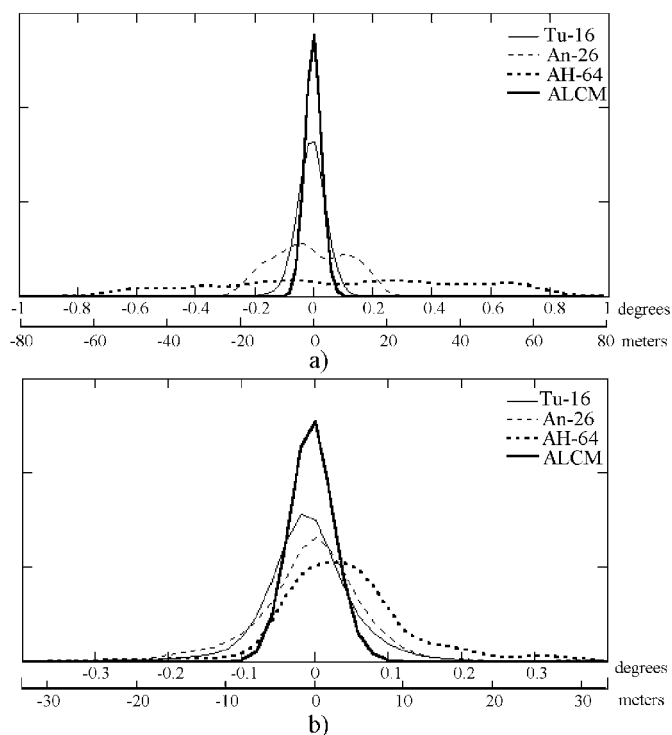 Tu-16
An-26
AH-64
ALCM
-1 -0.8 -0.6 -0.4 -0.2 0 0.2 0.4 0.6 0.8 1 degrees
-80 -60 -40 -20 0 20 40 60 80 meters
a)
Tu-16
An-26
AH-64
ALCM
-0.3 -0.2 -0.1 0 0.1 0.2 0.3 degrees
-30 -20 -10 0 10 20 30 meters
b)